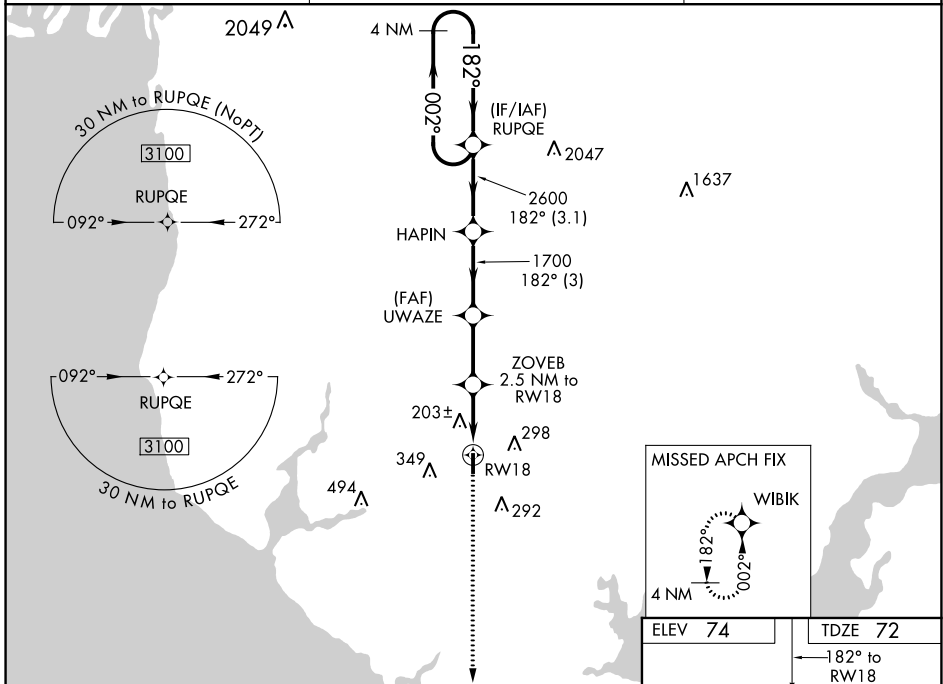 2049
4 NM
182°
002°
30 NM to RUPQE (NoPT)
3100
RUPQE
092°
272°
(IF/IAF)
RUPQE
2047
1637
2600
182° (3.1)
HAPIN
1700
182° (3)
(FAF)
UWAZE
ZOVEB
2.5 NM to
RW18
092°
272°
RUPQE
3100
30 NM to RUPQE
203±
298
349
RW18
494
292
MISSED APCH FIX
WIBIK
182°
002°
4 NM
ELEV 74
TDZE 72
182° to
RW18